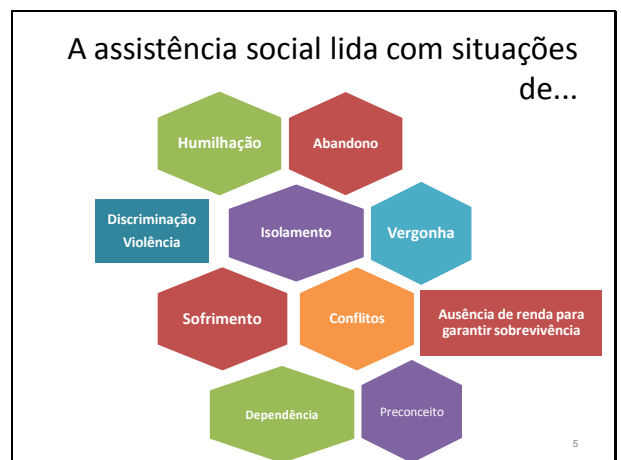 A assistência social lida com situações
de...
Humilhação
Abandono
Discriminação
Violência
Isolamento
Vergonha
Sofrimento
Conflitos
Ausência de renda para
garantir sobrevivência
Dependência
Preconceito
5